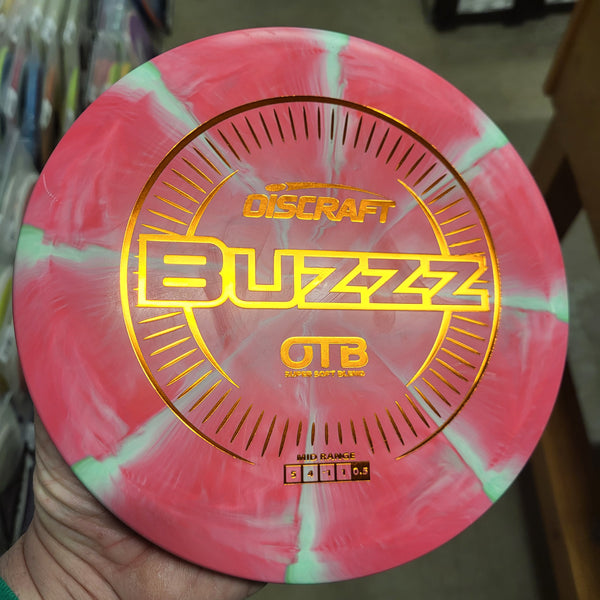 DISCRAFT
BUZZZ
OTB
SUPER SOFT BLEND
MID RANGE
5 4 -1 1 0.5